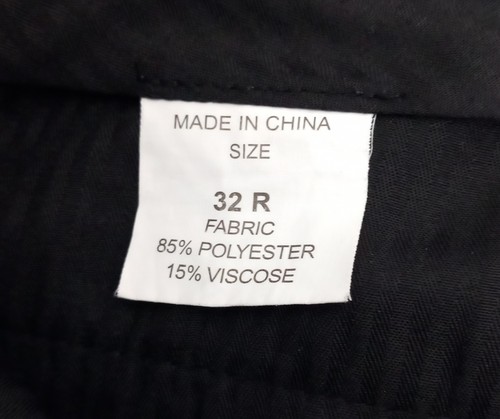 MADE IN CHINA
SIZE
32 R
FABRIC
85% POLYESTER
15% VISCOSE